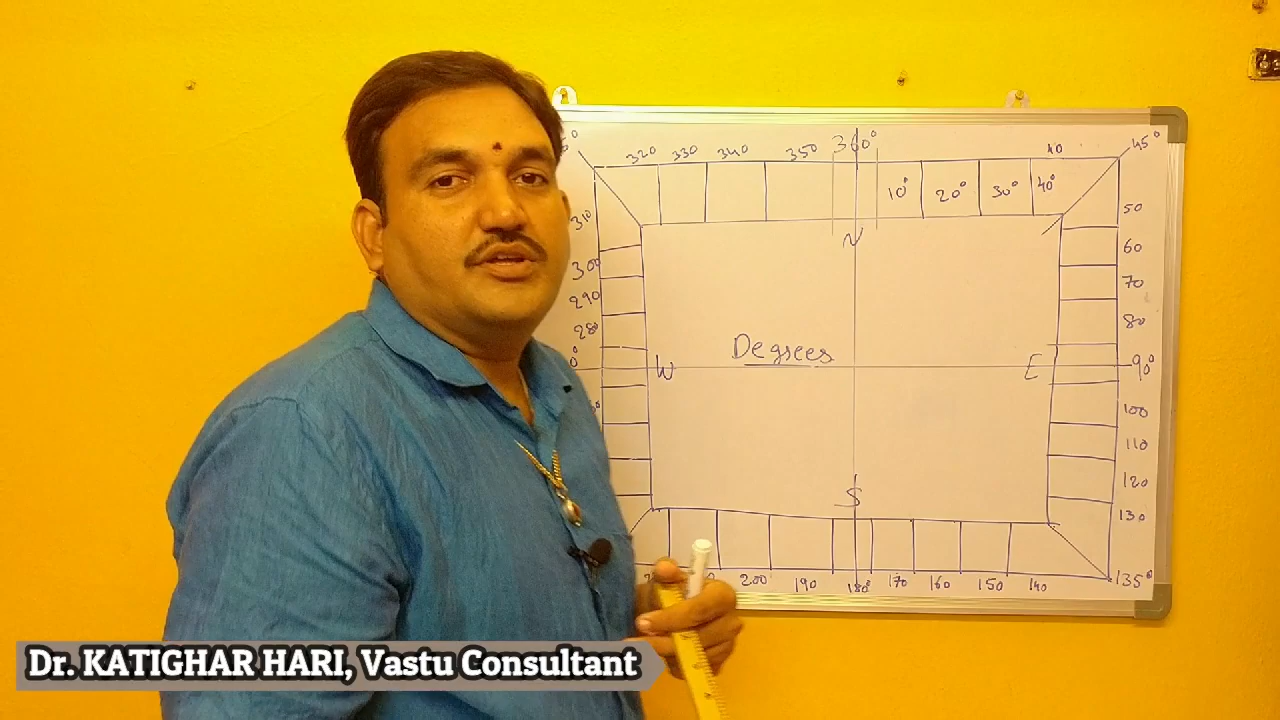 320 330 340 350 360° 40 45°
10° 20° 30° 40°
310 50
N
60
300
290 70
280 80
Degrees
W E 90°
100
110
120
S
130
200 190 180° 170 160 150 140 135°
Dr. KATIGHAR HARI, Vastu Consultant